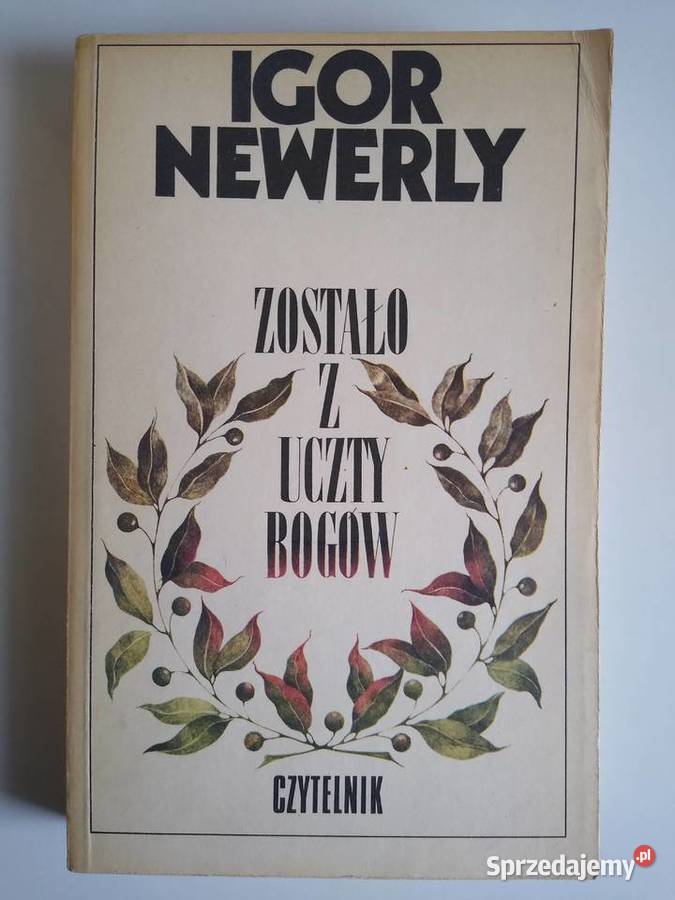 IGOR
NEWERLY
ZOSTAŁO
Z
UCZTY
BOGÓW
CZYTELNIK
Sprzedajemy.pl